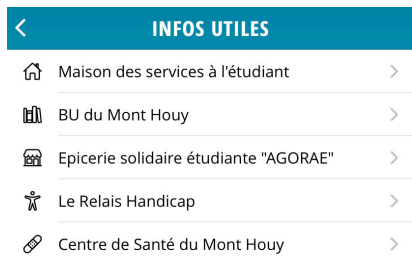 INFOS UTILES
Maison des services à l'étudiant
BU du Mont Houy
Epicerie solidaire étudiante "AGORAE"
Le Relais Handicap
Centre de Santé du Mont Houy